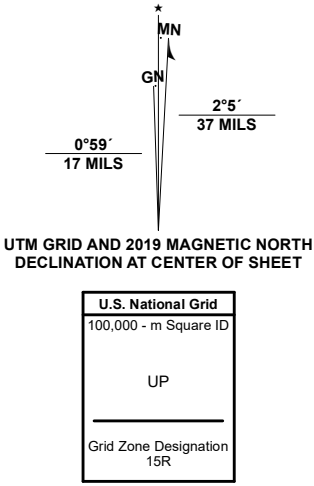 ★
MN
GN
2°5´
37 MILS
0°59´
17 MILS
UTM GRID AND 2019 MAGNETIC NORTH
DECLINATION AT CENTER OF SHEET
U.S. National Grid
100,000 - m Square ID
UP
Grid Zone Designation
15R